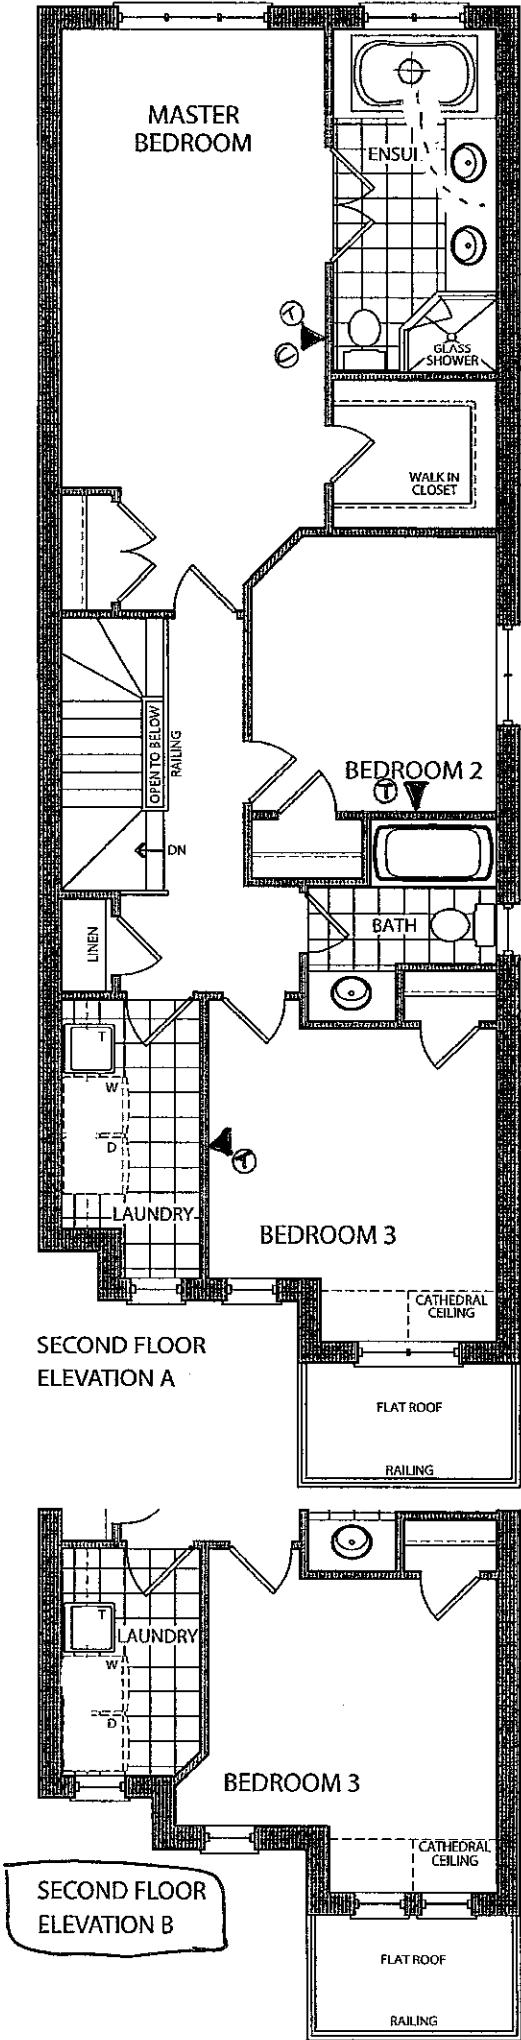 MASTER
BEDROOM
ENSUI
T
GLASS
SHOWER
WALK IN
CLOSET
OPEN TO BELOW
RAILING
BEDROOM 2
T
DN
LINEN
BATH
T
W
D
T
LAUNDRY
BEDROOM 3
CATHEDRAL
CEILING
SECOND FLOOR
ELEVATION A
FLAT ROOF
RAILING
T
LAUNDRY
W
D
BEDROOM 3
CATHEDRAL
CEILING
SECOND FLOOR
ELEVATION B
FLAT ROOF
RAILING